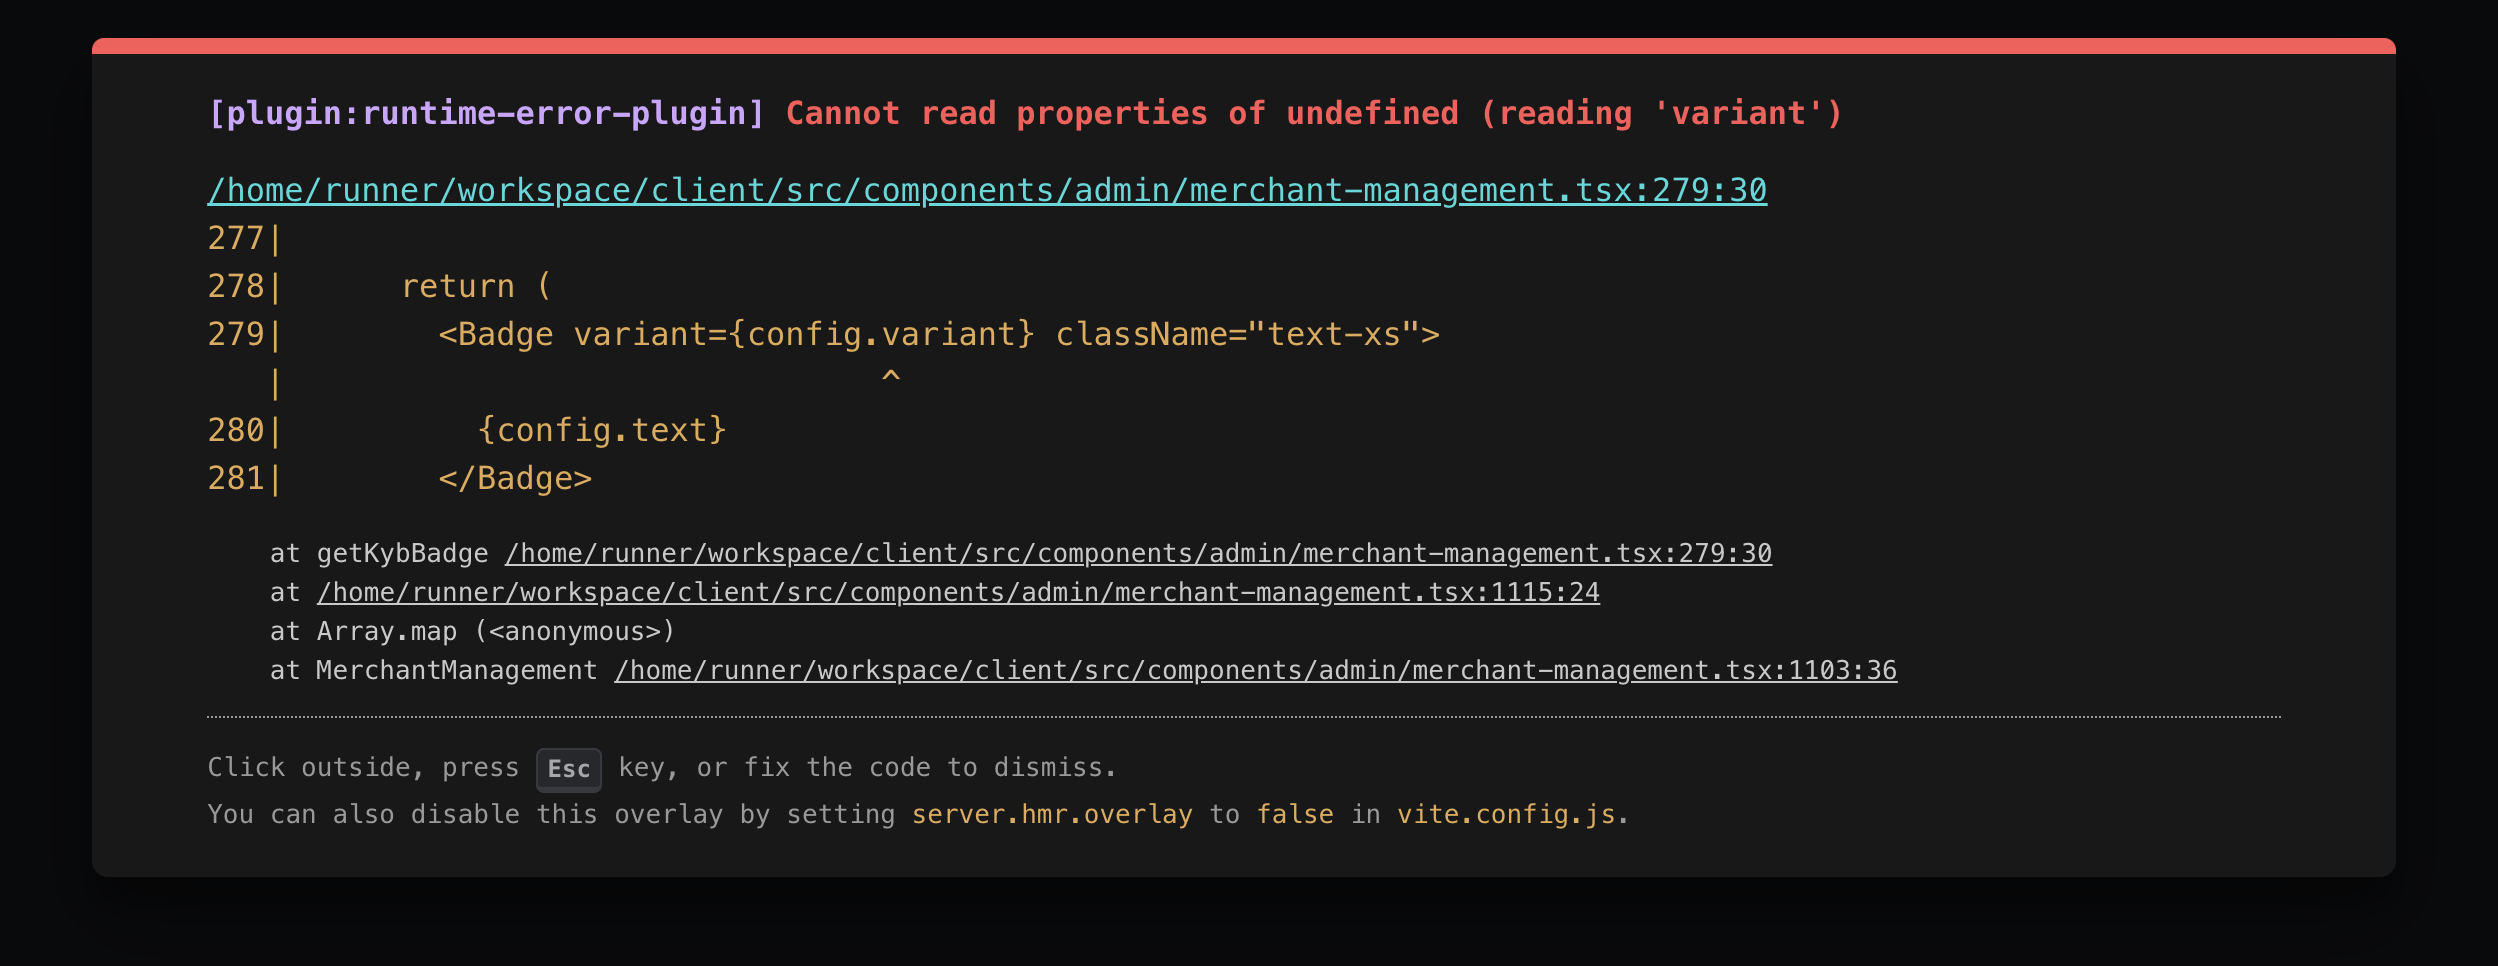 [plugin:runtime-error-plugin] Cannot read properties of undefined (reading 'variant')
/home/runner/workspace/client/src/components/admin/merchant-management.tsx:279:30
277|
278|      return (
279|        <Badge variant={config.variant} className="text-xs">
   |                               ^
280|          {config.text}
281|        </Badge>
    at getKybBadge /home/runner/workspace/client/src/components/admin/merchant-management.tsx:279:30
    at /home/runner/workspace/client/src/components/admin/merchant-management.tsx:1115:24
    at Array.map (<anonymous>)
    at MerchantManagement /home/runner/workspace/client/src/components/admin/merchant-management.tsx:1103:36
Click outside, press Esc key, or fix the code to dismiss.
You can also disable this overlay by setting server.hmr.overlay to false in vite.config.js.